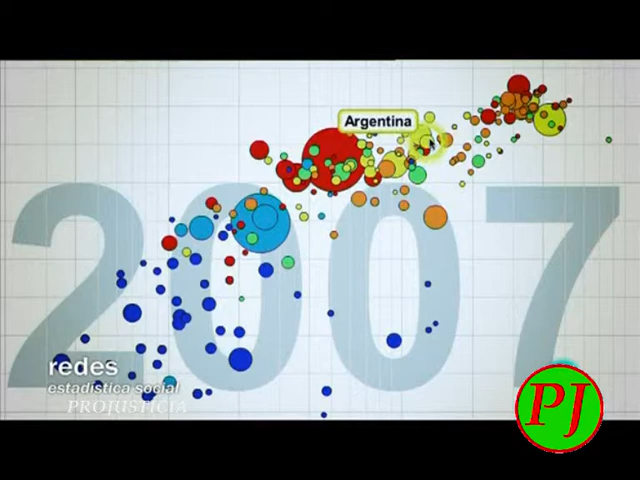 Argentina
2007
redes
estadística social
PROJUSTICIA
PJ